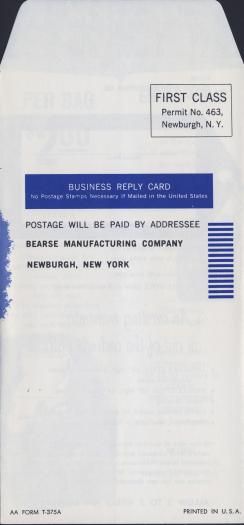 FIRST CLASS
Permit No. 463,
Newburgh, N. Y.
BUSINESS REPLY CARD
No Postage Stamps Necessary if Mailed in the United States
POSTAGE WILL BE PAID BY ADDRESSEE
BEARSE MANUFACTURING COMPANY
NEWBURGH, NEW YORK
AA FORM T-375A
PRINTED IN U.S.A.